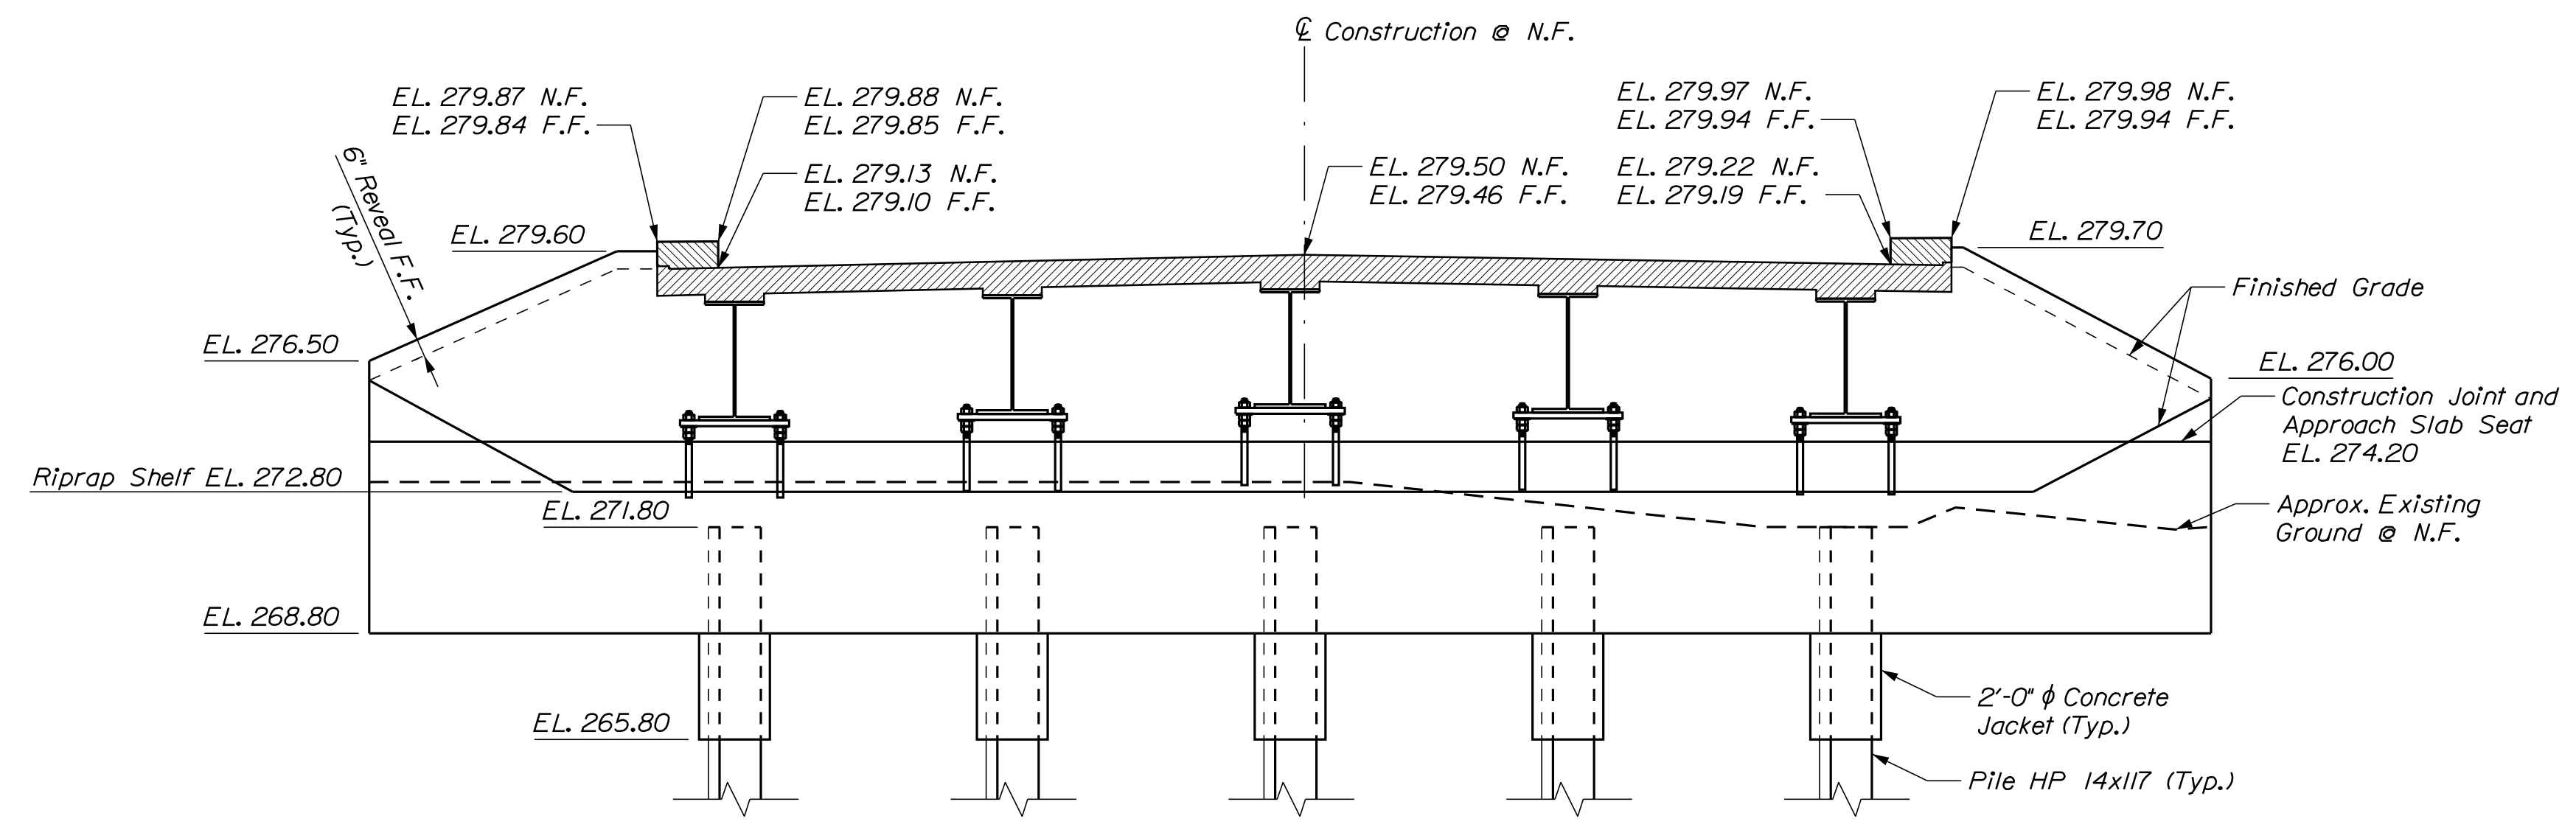 ℄ Construction @ N.F.
EL. 279.87 N.F.
EL. 279.84 F.F.
EL. 279.88 N.F.
EL. 279.85 F.F.
EL. 279.13 N.F.
EL. 279.10 F.F.
EL. 279.50 N.F.
EL. 279.46 F.F.
EL. 279.97 N.F.
EL. 279.94 F.F.
EL. 279.22 N.F.
EL. 279.19 F.F.
EL. 279.98 N.F.
EL. 279.94 F.F.
6" Reveal F.F.
(Typ.)
EL. 279.60
EL. 279.70
Finished Grade
EL. 276.50
EL. 276.00
Construction Joint and
Approach Slab Seat
EL. 274.20
Riprap Shelf EL. 272.80
EL. 271.80
Approx. Existing
Ground @ N.F.
EL. 268.80
EL. 265.80
2'-0" ϕ Concrete
Jacket (Typ.)
Pile HP 14x117 (Typ.)